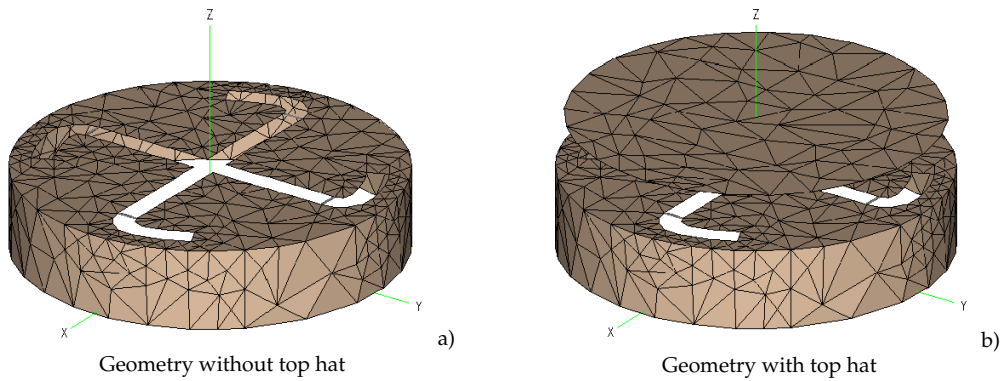 Z
X
Y
a)
Geometry without top hat
Z
X
Y
b)
Geometry with top hat